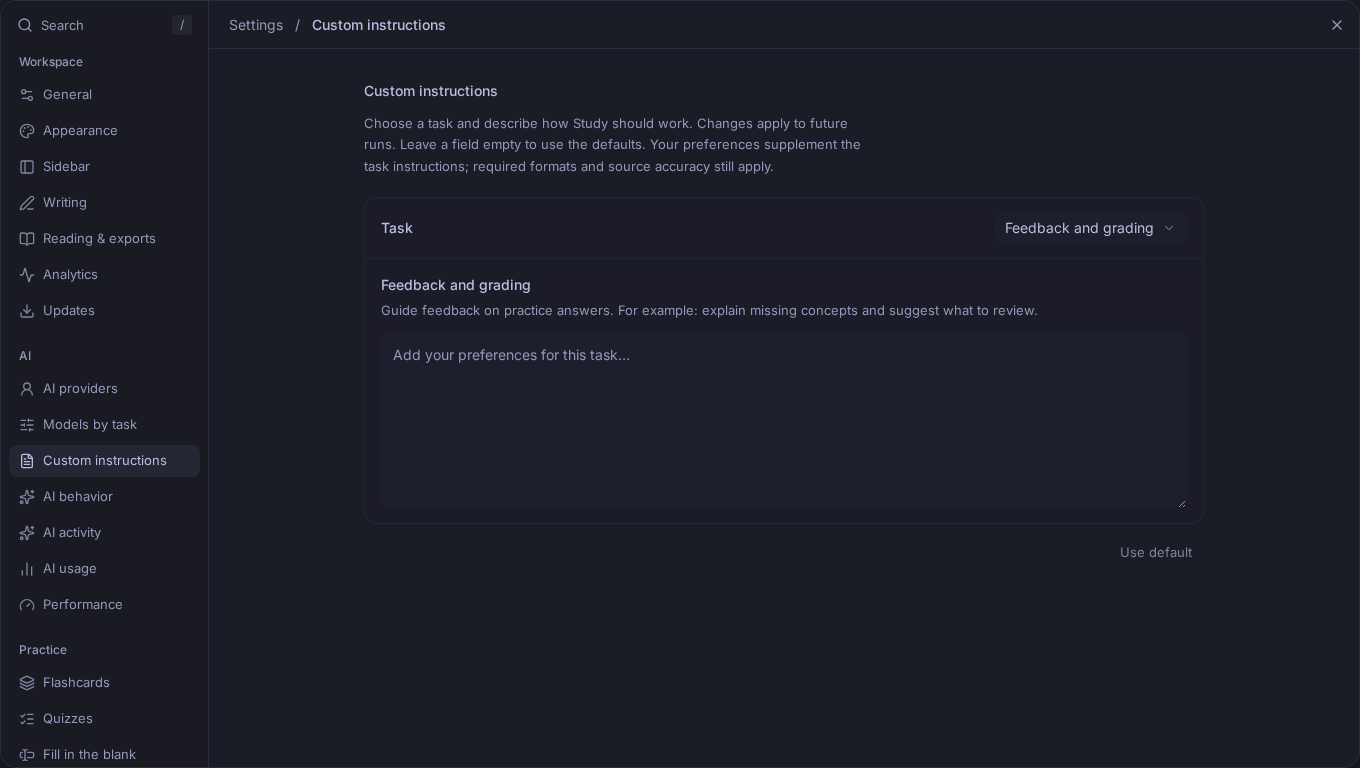 Search
/
Workspace
General
Appearance
Sidebar
Writing
Reading & exports
Analytics
Updates
AI
AI providers
Models by task
Custom instructions
AI behavior
AI activity
AI usage
Performance
Practice
Flashcards
Quizzes
Fill in the blank
Settings / Custom instructions
Custom instructions
Choose a task and describe how Study should work. Changes apply to future
runs. Leave a field empty to use the defaults. Your preferences supplement the
task instructions; required formats and source accuracy still apply.
Task
Feedback and grading
Feedback and grading
Guide feedback on practice answers. For example: explain missing concepts and suggest what to review.
Add your preferences for this task...
Use default